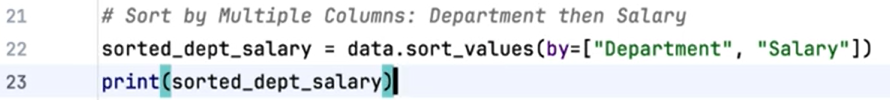 21 # Sort by Multiple Columns: Department then Salary
22 sorted_dept_salary = data.sort_values(by=["Department", "Salary"])
23 print(sorted_dept_salary)